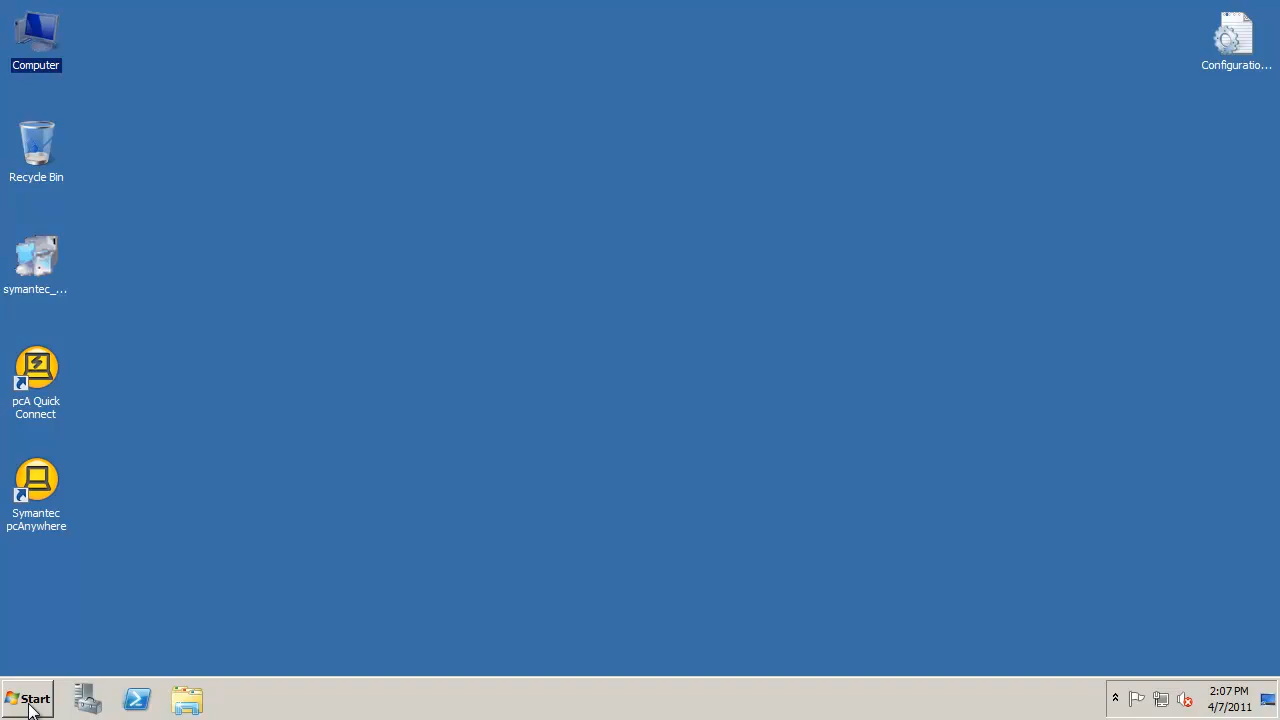 Computer
Configuratio...
Recycle Bin
symantec_...
pcA Quick
Connect
Symantec
pcAnywhere
Start
2:07 PM
4/7/2011